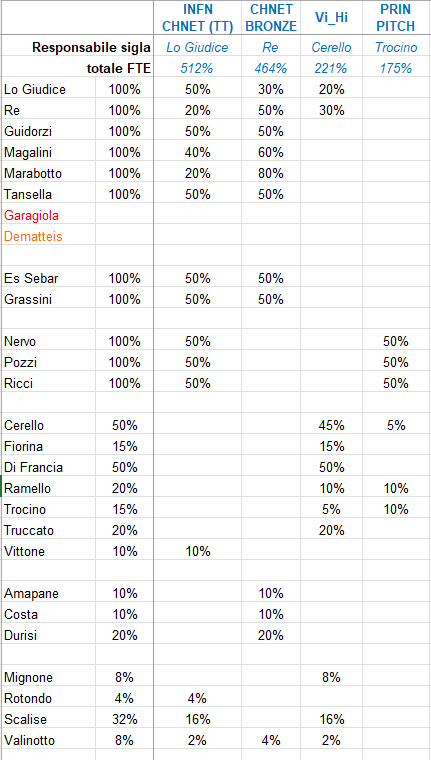 INFN CHNET (TT) CHNET BRONZE Vi_Hi PRIN PITCH
Responsabile sigla Lo Giudice Re Cerello Trocino
totale FTE 512% 464% 221% 175%
Lo Giudice 100% 50% 30% 20%
Re 100% 20% 50% 30%
Guidorzi 100% 50% 50%
Magalini 100% 40% 60%
Marabotto 100% 20% 80%
Tansella 100% 50% 50%
Garagiola
Dematteis
Es Sebar 100% 50% 50%
Grassini 100% 50% 50%
Nervo 100% 50% 50%
Pozzi 100% 50% 50%
Ricci 100% 50% 50%
Cerello 50% 45% 5%
Fiorina 15% 15%
Di Francia 50% 50%
Ramello 20% 10% 10%
Trocino 15% 5% 10%
Truccato 20% 20%
Vittone 10% 10%
Amapane 10% 10%
Costa 10% 10%
Durisi 20% 20%
Mignone 8% 8%
Rotondo 4% 4%
Scalise 32% 16% 16%
Valinotto 8% 2% 4% 2%